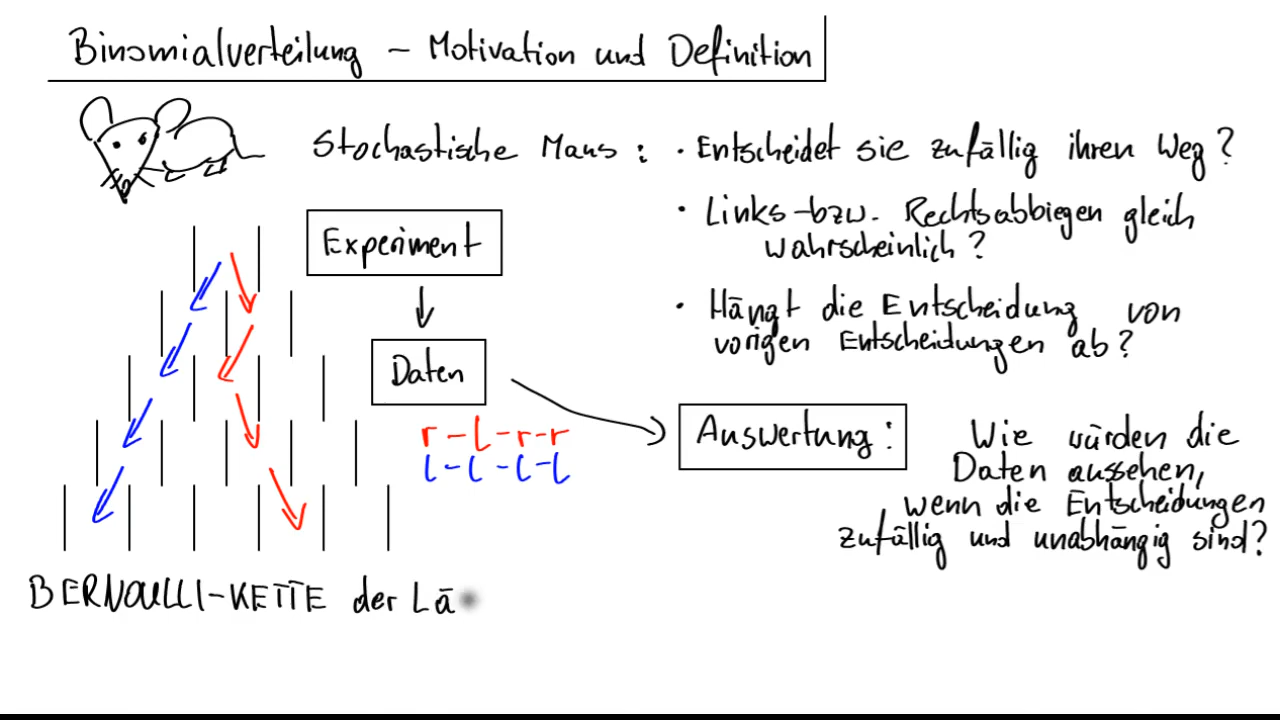 Binomialverteilung – Motivation und Definition
Stochastische Maus :
· Entscheidet sie zufällig ihren Weg ?
· Links- bzw. Rechtsabbiegen gleich
wahrscheinlich ?
· Hängt die Entscheidung von
vorigen Entscheidungen ab ?
Experiment
Daten
r – l – r – r
l – l – l – l
Auswertung :
Wie würden die
Daten aussehen,
wenn die Entscheidungen
zufällig und unabhängig sind ?
BERNOULLI-KETTE der Lä